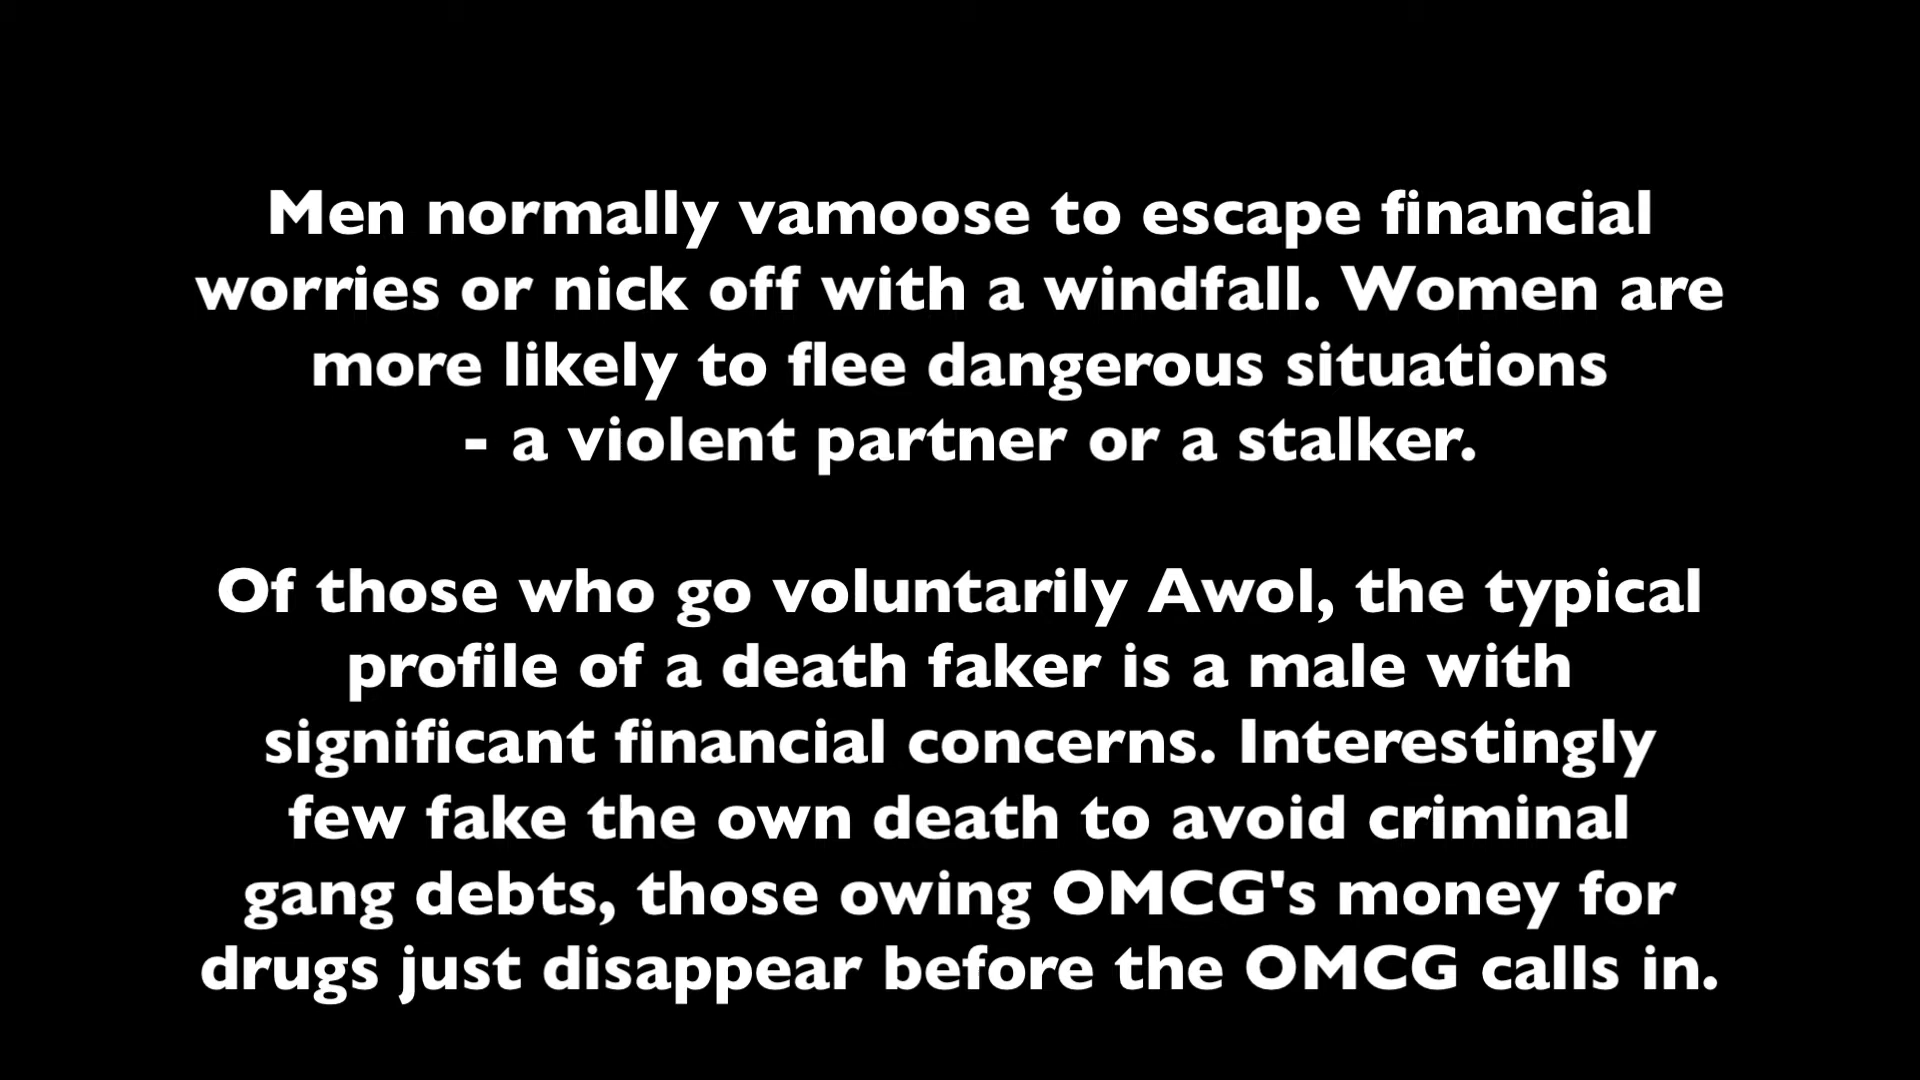 Men normally vamoose to escape financial
worries or nick off with a windfall. Women are
more likely to flee dangerous situations
- a violent partner or a stalker.
Of those who go voluntarily Awol, the typical
profile of a death faker is a male with
significant financial concerns. Interestingly
few fake the own death to avoid criminal
gang debts, those owing OMCG's money for
drugs just disappear before the OMCG calls in.